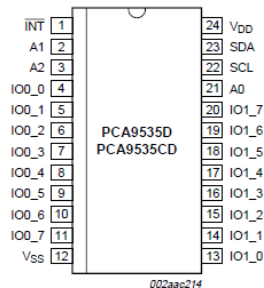 INT 1 24 VDD
A1 2 23 SDA
A2 3 22 SCL
IO0_0 4 21 A0
IO0_1 5 20 IO1_7
IO0_2 6 19 IO1_6
IO0_3 7 PCA9535D 18 IO1_5
IO0_4 8 PCA9535CD 17 IO1_4
IO0_5 9 16 IO1_3
IO0_6 10 15 IO1_2
IO0_7 11 14 IO1_1
VSS 12 13 IO1_0
002aac214